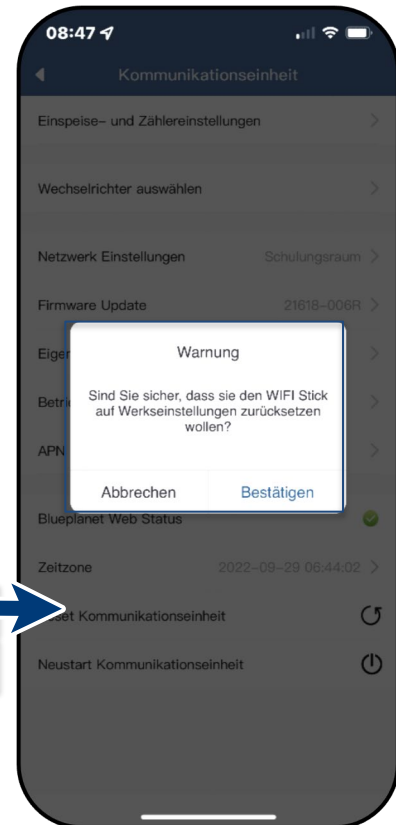 08:47
Kommunikationseinheit
Einspeise- und Zählereinstellungen
Wechselrichter auswählen
Netzwerk Einstellungen Schulungsraum
Firmware Update 21618-006R
Warnung
Sind Sie sicher, dass sie den WIFI Stick
auf Werkseinstellungen zurücksetzen
wollen?
APN
Abbrechen Bestätigen
Blueplanet Web Status
Zeitzone 2022-09-29 06:44:02
Kommunikationseinheit
Neustart Kommunikationseinheit